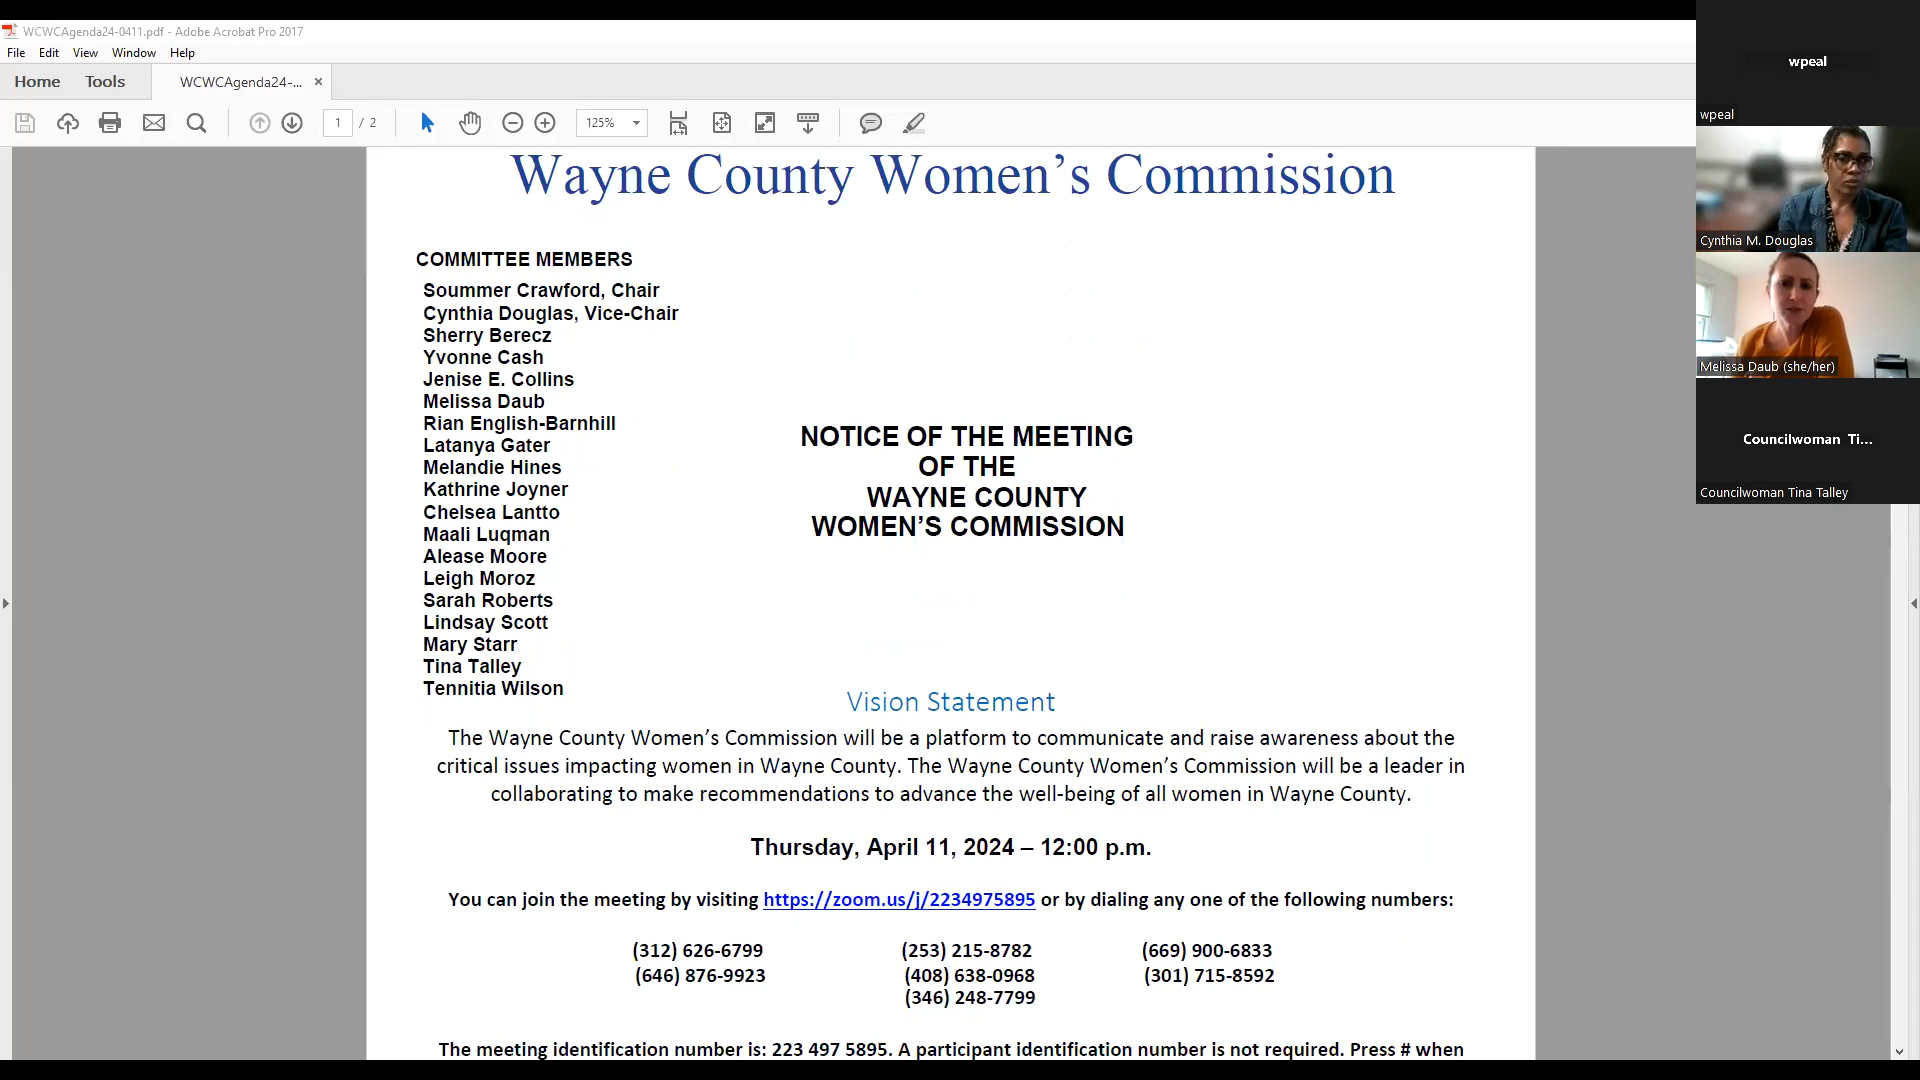 WCWCAgenda24-0411.pdf - Adobe Acrobat Pro 2017
File Edit View Window Help
Home Tools WCWCAgenda24-... ×
1 / 2 125%
Wayne County Women’s Commission
COMMITTEE MEMBERS
Soummer Crawford, Chair
Cynthia Douglas, Vice-Chair
Sherry Berecz
Yvonne Cash
Jenise E. Collins
Melissa Daub
Rian English-Barnhill
Latanya Gater
Melandie Hines
Kathrine Joyner
Chelsea Lantto
Maali Luqman
Alease Moore
Leigh Moroz
Sarah Roberts
Lindsay Scott
Mary Starr
Tina Talley
Tennitia Wilson
NOTICE OF THE MEETING
OF THE
WAYNE COUNTY
WOMEN’S COMMISSION
Vision Statement
The Wayne County Women’s Commission will be a platform to communicate and raise awareness about the
critical issues impacting women in Wayne County. The Wayne County Women’s Commission will be a leader in
collaborating to make recommendations to advance the well-being of all women in Wayne County.
Thursday, April 11, 2024 – 12:00 p.m.
You can join the meeting by visiting https://zoom.us/j/2234975895 or by dialing any one of the following numbers:
(312) 626-6799 (253) 215-8782 (669) 900-6833
(646) 876-9923 (408) 638-0968 (301) 715-8592
(346) 248-7799
The meeting identification number is: 223 497 5895. A participant identification number is not required. Press # when
wpeal
wpeal
Cynthia M. Douglas
Melissa Daub (she/her)
Councilwoman Ti...
Councilwoman Tina Talley